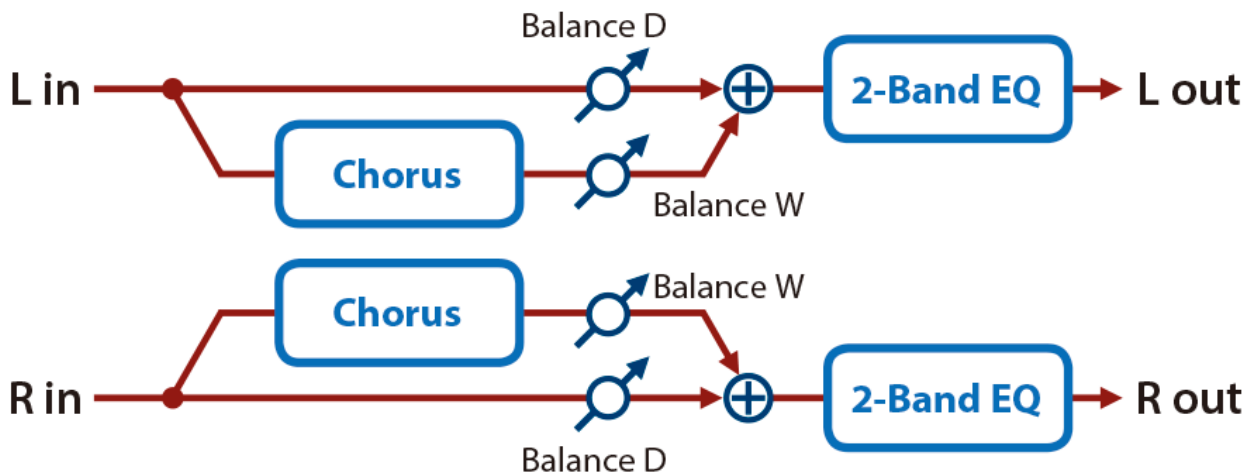 Balance D
L in
2-Band EQ
L out
Chorus
Balance W
Chorus
Balance W
R in
2-Band EQ
R out
Balance D